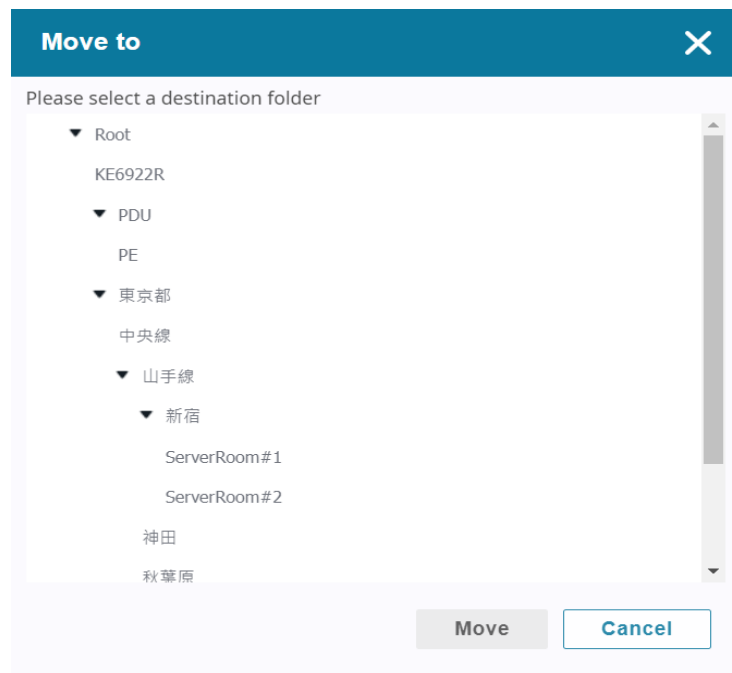 Move to
Please select a destination folder
Root
KE6922R
PDU
PE
東京都
中央線
山手線
新宿
ServerRoom#1
ServerRoom#2
神田
秋葉原
Move
Cancel